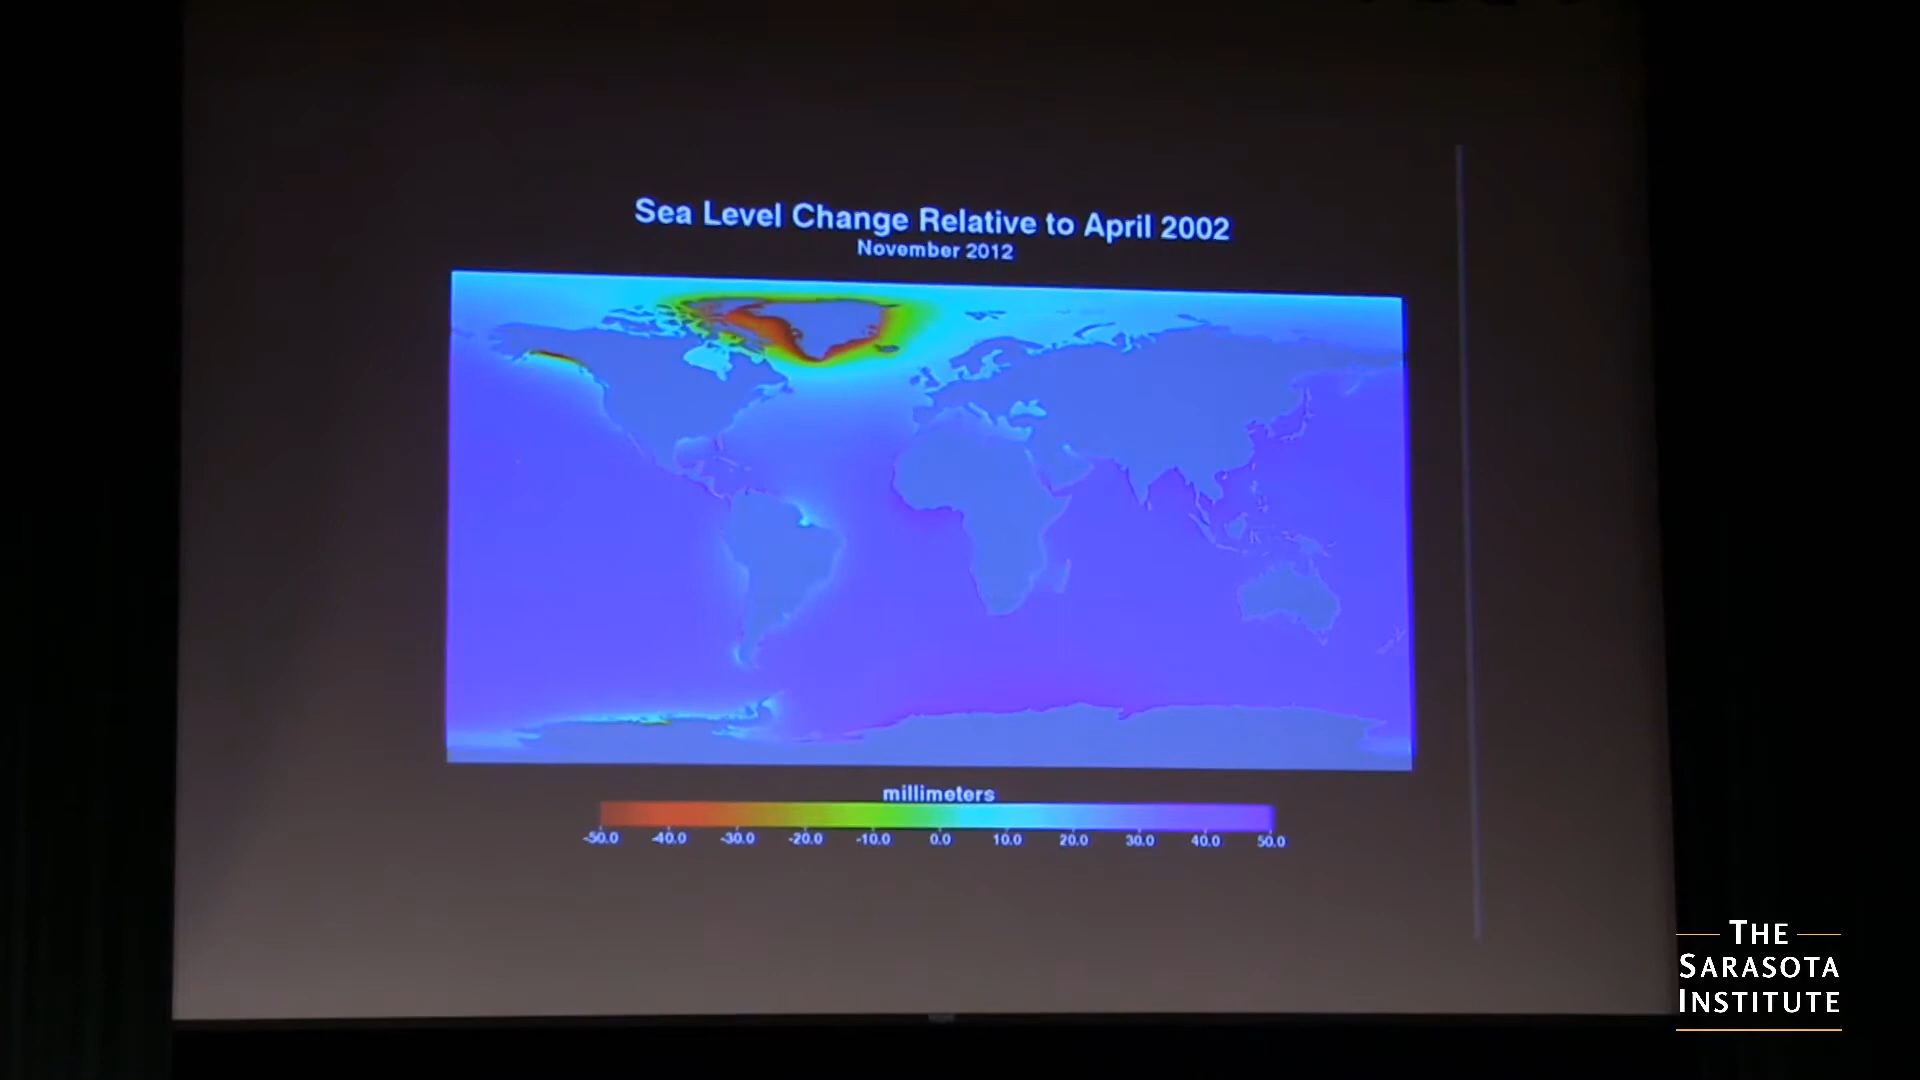 Sea Level Change Relative to April 2002
November 2012
millimeters
-50.0 -40.0 -30.0 -20.0 -10.0 0.0 10.0 20.0 30.0 40.0 50.0
THE
SARASOTA
INSTITUTE